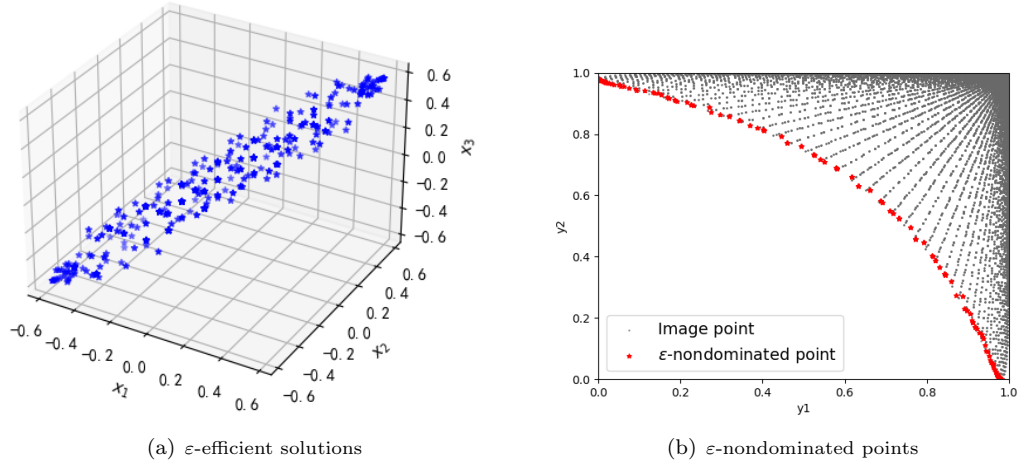 0.6
0.4
0.2
0.0
−0.2
−0.4
−0.6
x₃
−0.6
−0.4
−0.2
0.0
0.2
0.4
0.6
x₁
−0.6
−0.4
−0.2
0.0
0.2
0.4
0.6
x₂
(a) ε-efficient solutions
1.0
0.8
0.6
0.4
0.2
0.0
y2
Image point
ε-nondominated point
0.0 0.2 0.4 0.6 0.8 1.0
y1
(b) ε-nondominated points